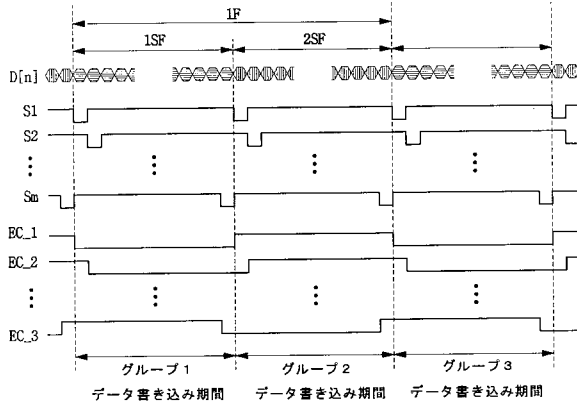 1F
1SF 2SF
D[n]
S1
S2
Sm
EC_1
EC_2
EC_3
グループ1 グループ2 グループ3
データ書き込み期間 データ書き込み期間 データ書き込み期間